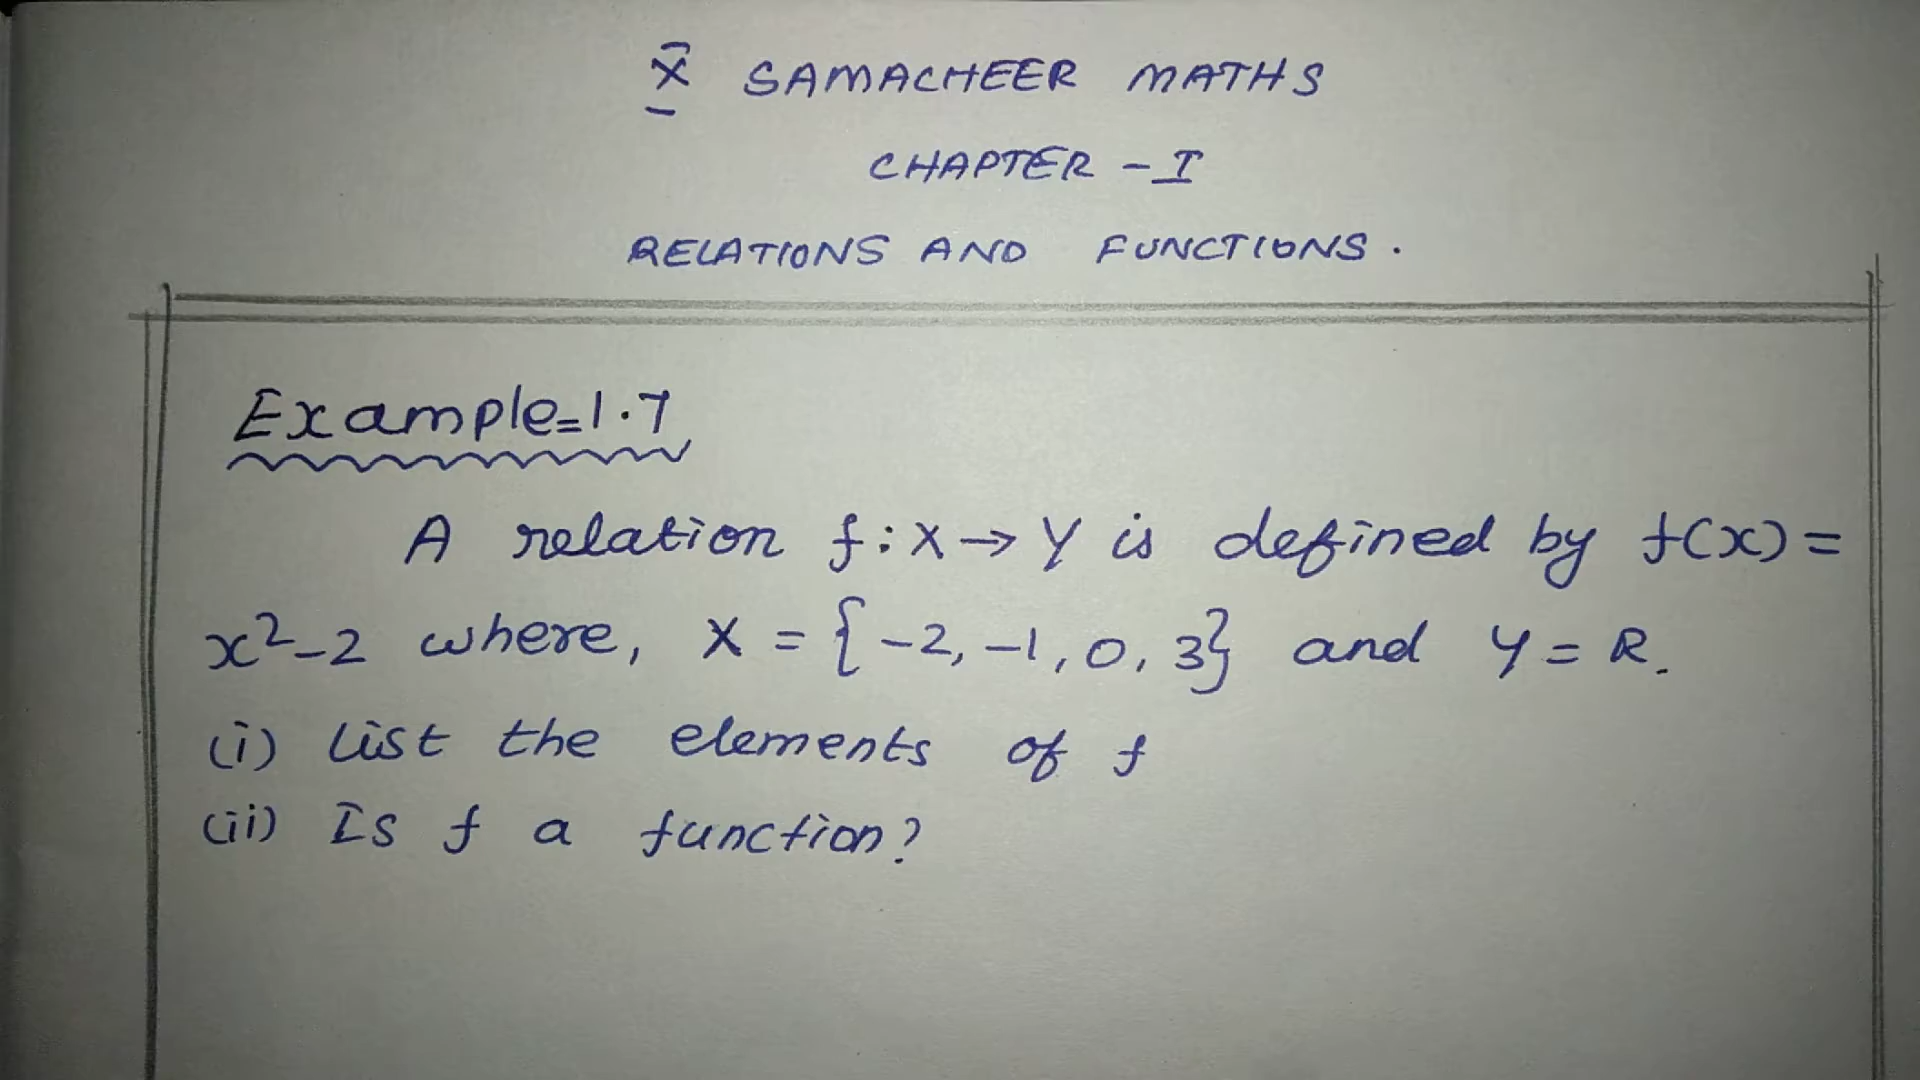 X SAMACHEER MATHS
CHAPTER - I
RELATIONS AND FUNCTIONS.
Example=1.7
A relation f:X→Y is defined by f(x)=
x²-2 where, X = {-2, -1, 0, 3} and Y = R.
(i) List the elements of f
(ii) Is f a function?